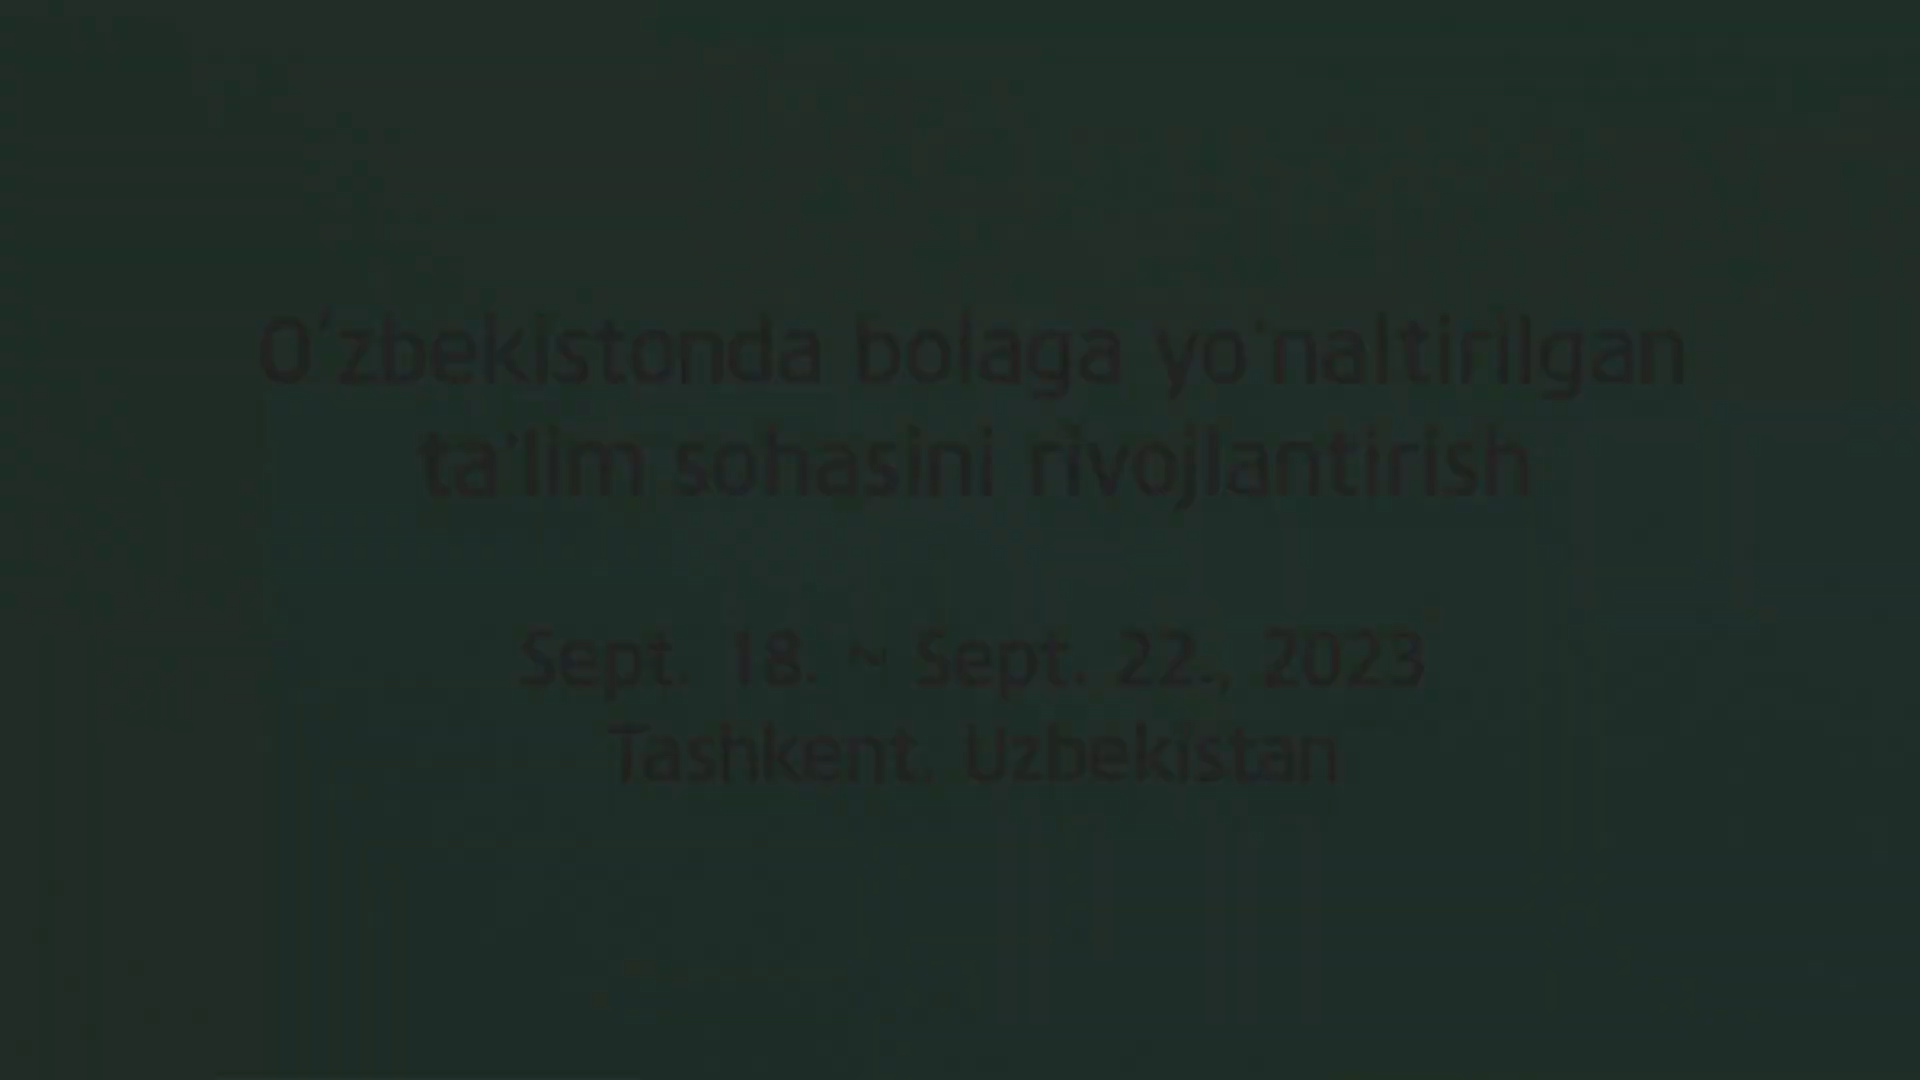 O'zbekistonda bolaga yo'naltirilgan
ta'lim sohasini rivojlantirish
Sept. 18. ~ Sept. 22., 2023
Tashkent. Uzbekistan